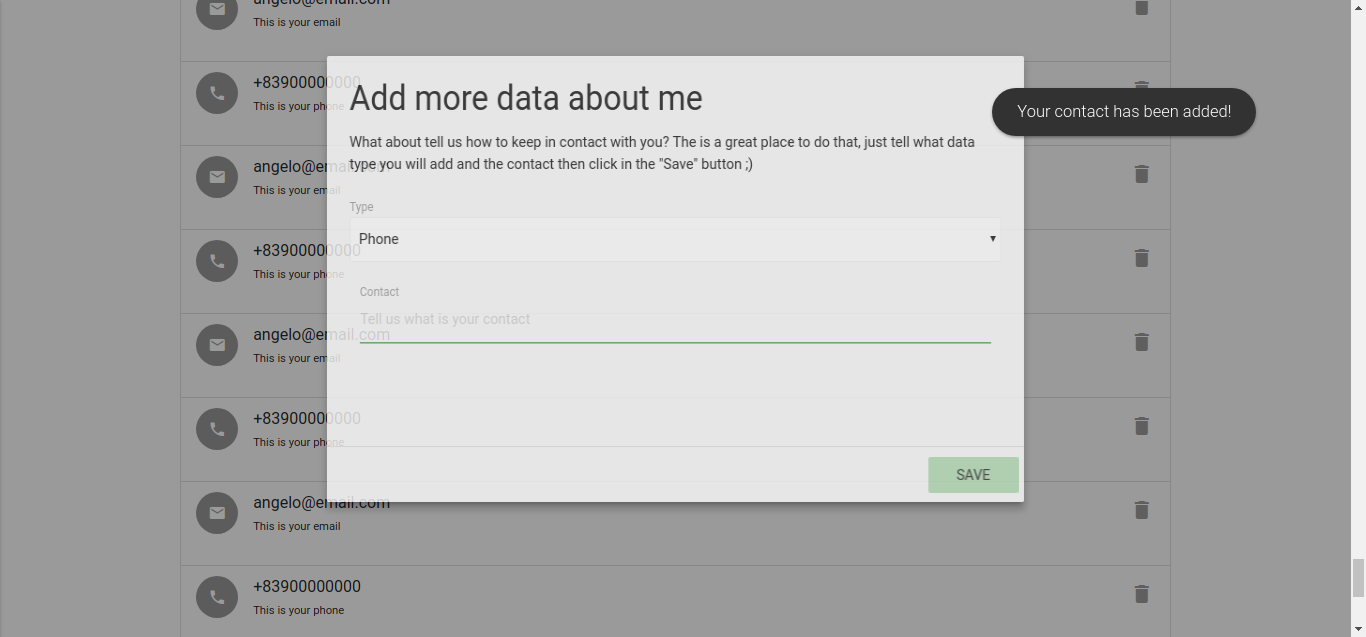 angelo@email.com
This is your email
+83900000000
This is your phone
Add more data about me
Your contact has been added!
What about tell us how to keep in contact with you? The is a great place to do that, just tell what data
type you will add and the contact then click in the "Save" button ;)
angelo@email.com
This is your email
Type
Phone
+83900000000
This is your phone
Contact
Tell us what is your contact
angelo@email.com
This is your email
+83900000000
This is your phone
SAVE
angelo@email.com
This is your email
+83900000000
This is your phone